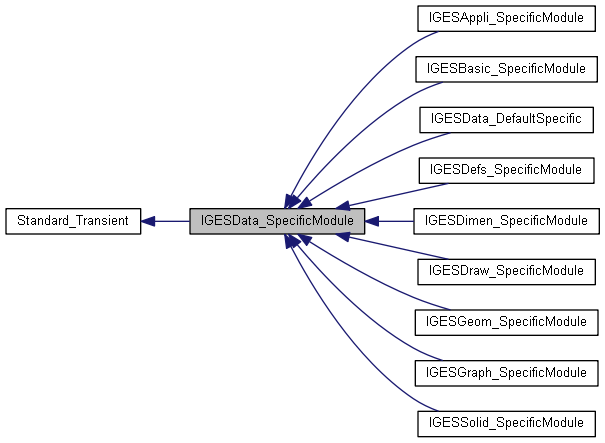 IGESAppli_SpecificModule
IGESBasic_SpecificModule
IGESData_DefaultSpecific
IGESDefs_SpecificModule
Standard_Transient
IGESData_SpecificModule
IGESDimen_SpecificModule
IGESDraw_SpecificModule
IGESGeom_SpecificModule
IGESGraph_SpecificModule
IGESSolid_SpecificModule